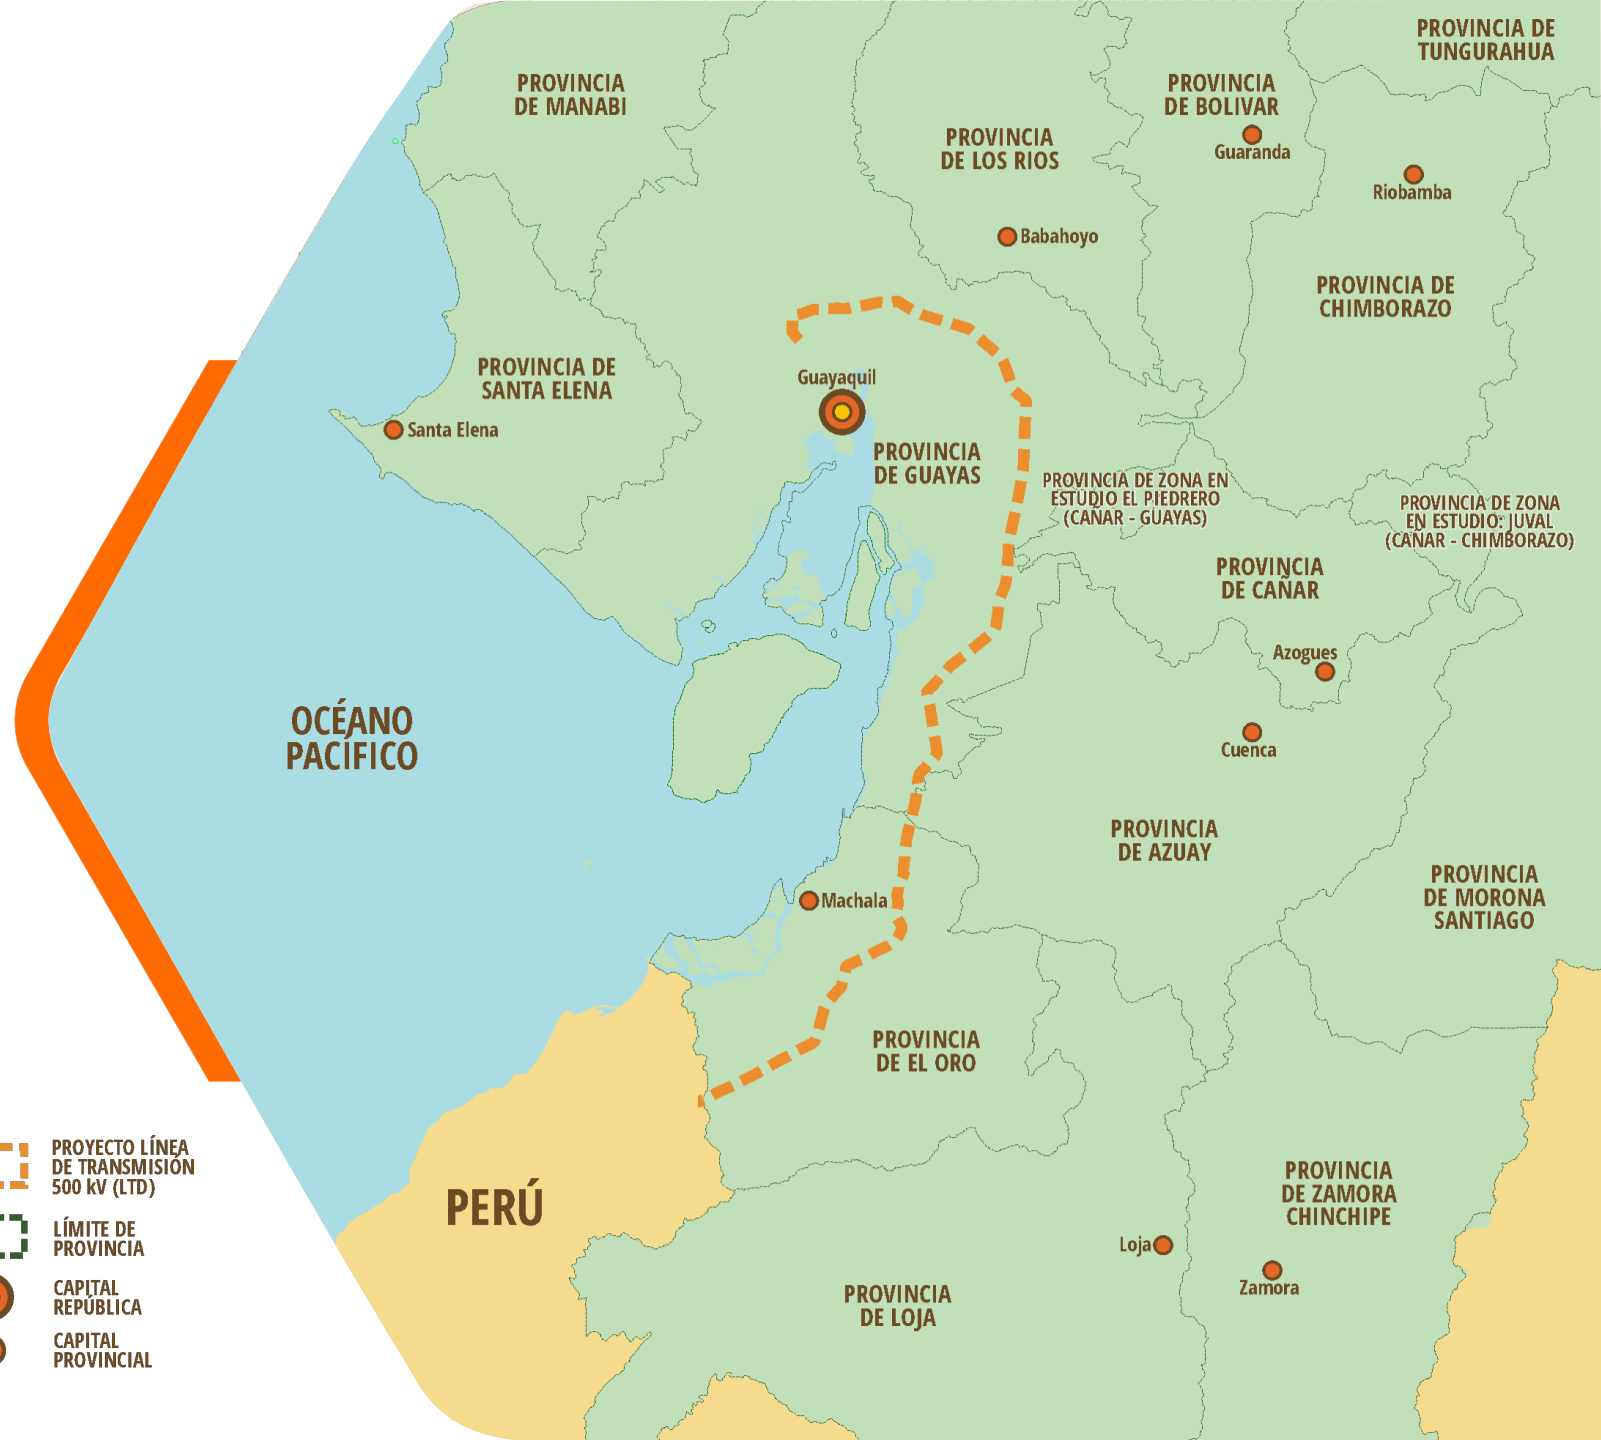 PROVINCIA DE
TUNGURAHUA
PROVINCIA
DE MANABI
PROVINCIA
DE BOLIVAR
Guaranda
PROVINCIA
DE LOS RIOS
Riobamba
Babahoyo
PROVINCIA DE
CHIMBORAZO
PROVINCIA DE
SANTA ELENA
Guayaquil
Santa Elena
PROVINCIA
DE GUAYAS
PROVINCIA DE ZONA EN
ESTUDIO EL PIEDRERO
(CAÑAR - GUAYAS)
PROVINCIA DE ZONA
EN ESTUDIO: JUVAL
(CAÑAR - CHIMBORAZO)
PROVINCIA
DE CAÑAR
Azogues
OCÉANO
PACÍFICO
Cuenca
PROVINCIA
DE AZUAY
PROVINCIA
DE MORONA
SANTIAGO
Machala
PROVINCIA
DE EL ORO
PERÚ
PROVINCIA
DE ZAMORA
CHINCHIPE
Loja
Zamora
PROVINCIA
DE LOJA
PROYECTO LÍNEA
DE TRANSMISIÓN
500 kV (LTD)
LÍMITE DE
PROVINCIA
CAPITAL
REPÚBLICA
CAPITAL
PROVINCIAL